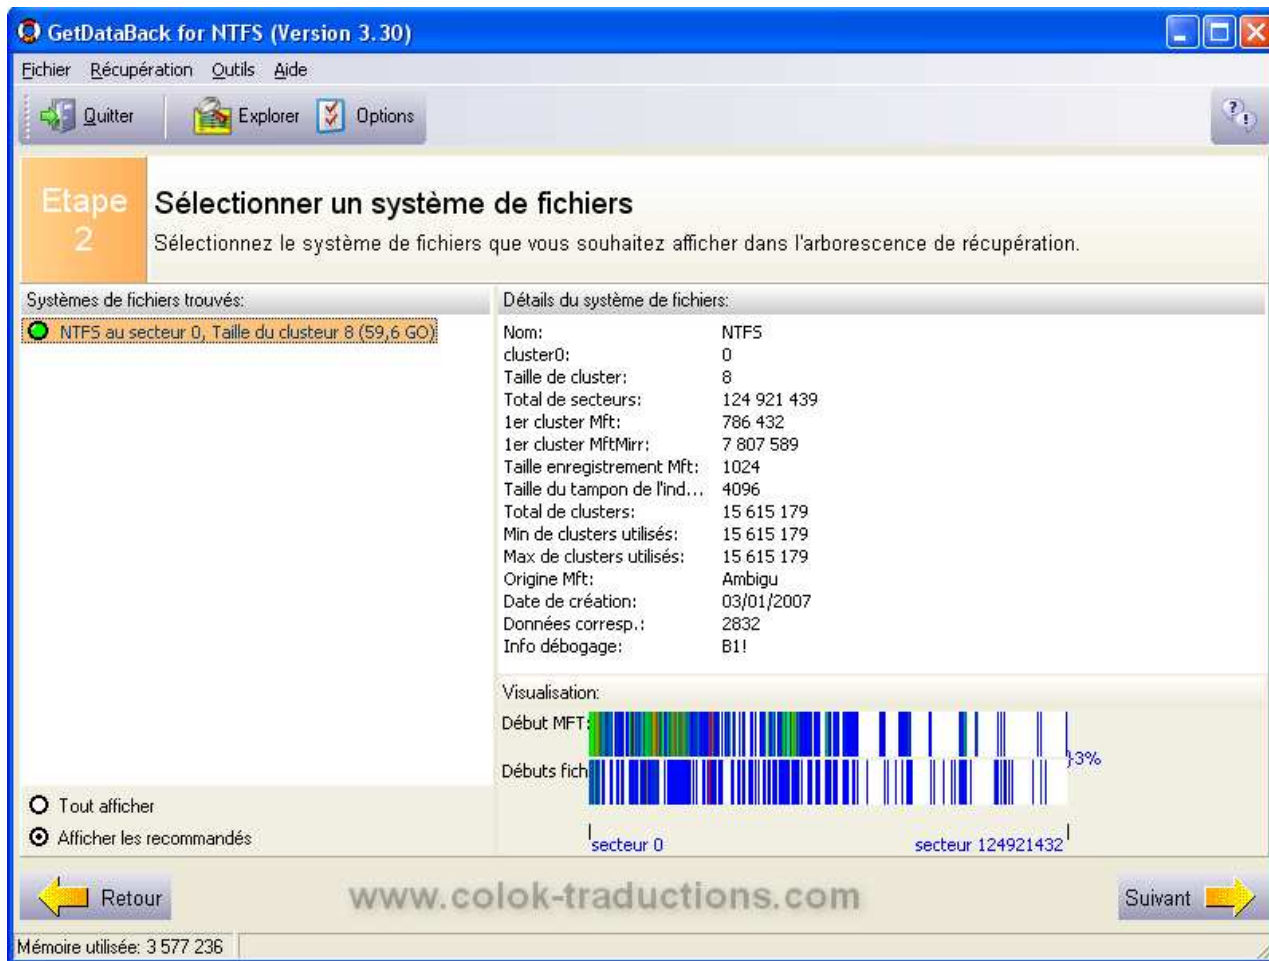 GetDataBack for NTFS (Version 3.30)
Fichier Récupération Outils Aide
Quitter Explorer Options
Etape 2
Sélectionner un système de fichiers
Sélectionnez le système de fichiers que vous souhaitez afficher dans l'arborescence de récupération.
Systèmes de fichiers trouvés:
NTFS au secteur 0, Taille du clusteur 8 (59,6 GO)
Détails du système de fichiers:
Nom: NTFS
cluster0: 0
Taille de cluster: 8
Total de secteurs: 124 921 439
1er cluster Mft: 786 432
1er cluster MftMirr: 7 807 589
Taille enregistrement Mft: 1024
Taille du tampon de l'ind... 4096
Total de clusters: 15 615 179
Min de clusters utilisés: 15 615 179
Max de clusters utilisés: 15 615 179
Origine Mft: Ambigu
Date de création: 03/01/2007
Données corresp.: 2832
Info débogage: B1!
Visualisation:
Début MFT:
Débuts fich
}3%
secteur 0 secteur 124921432
Tout afficher
Afficher les recommandés
Retour
www.colok-traductions.com
Suivant
Mémoire utilisée: 3 577 236